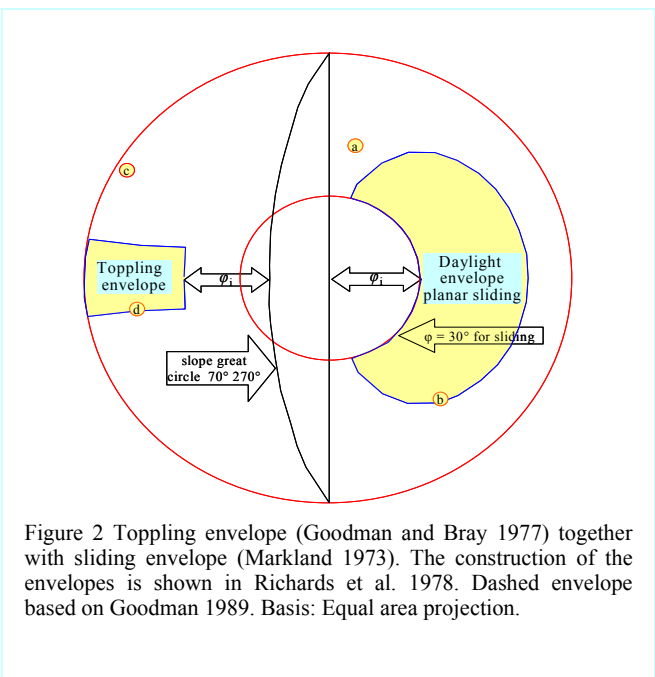 a
c
Toppling
envelope
φi
φi
Daylight
envelope
planar sliding
d
φ = 30° for sliding
slope great
circle 70° 270°
b
Figure 2 Toppling envelope (Goodman and Bray 1977) together
with sliding envelope (Markland 1973). The construction of the
envelopes is shown in Richards et al. 1978. Dashed envelope
based on Goodman 1989. Basis: Equal area projection.